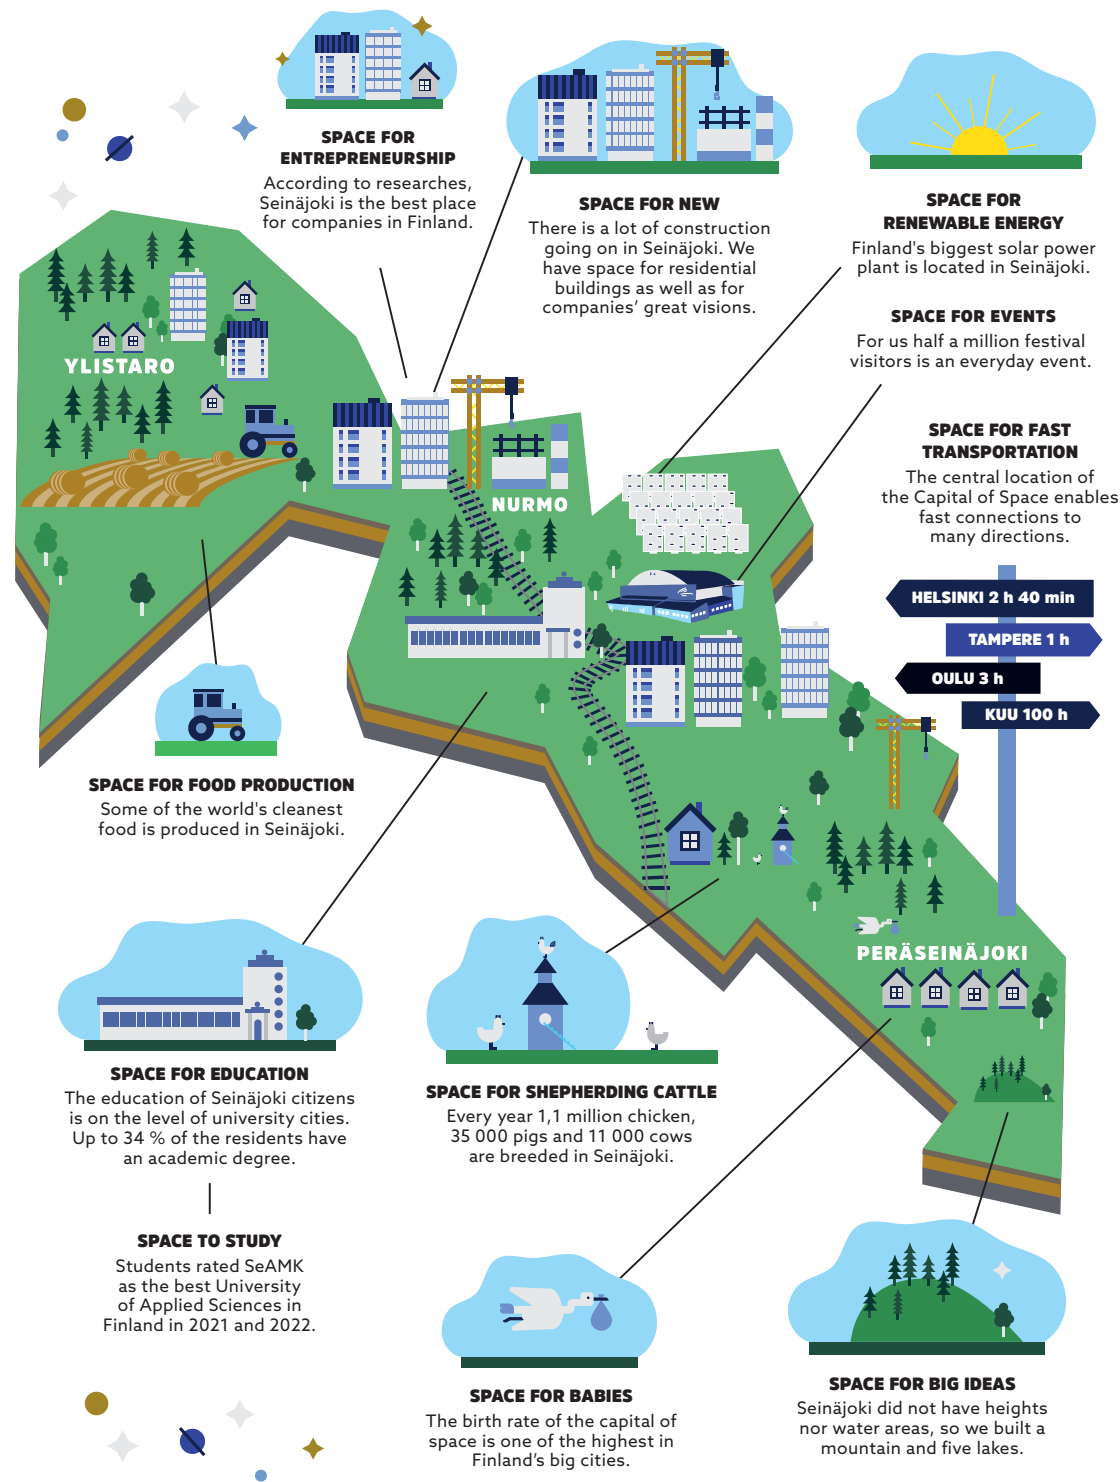 SPACE FOR
ENTREPRENEURSHIP
According to researches,
Seinäjoki is the best place
for companies in Finland.
SPACE FOR NEW
There is a lot of construction
going on in Seinäjoki. We
have space for residential
buildings as well as for
companies’ great visions.
SPACE FOR
RENEWABLE ENERGY
Finland's biggest solar power
plant is located in Seinäjoki.
SPACE FOR EVENTS
For us half a million festival
visitors is an everyday event.
SPACE FOR FAST
TRANSPORTATION
The central location of
the Capital of Space enables
fast connections to
many directions.
HELSINKI 2 h 40 min
TAMPERE 1 h
OULU 3 h
KUU 100 h
YLISTARO
NURMO
PERÄSEINÄJOKI
SPACE FOR FOOD PRODUCTION
Some of the world's cleanest
food is produced in Seinäjoki.
SPACE FOR EDUCATION
The education of Seinäjoki citizens
is on the level of university cities.
Up to 34 % of the residents have
an academic degree.
SPACE TO STUDY
Students rated SeAMK
as the best University
of Applied Sciences in
Finland in 2021 and 2022.
SPACE FOR SHEPHERDING CATTLE
Every year 1,1 million chicken,
35 000 pigs and 11 000 cows
are breeded in Seinäjoki.
SPACE FOR BABIES
The birth rate of the capital of
space is one of the highest in
Finland’s big cities.
SPACE FOR BIG IDEAS
Seinäjoki did not have heights
nor water areas, so we built a
mountain and five lakes.